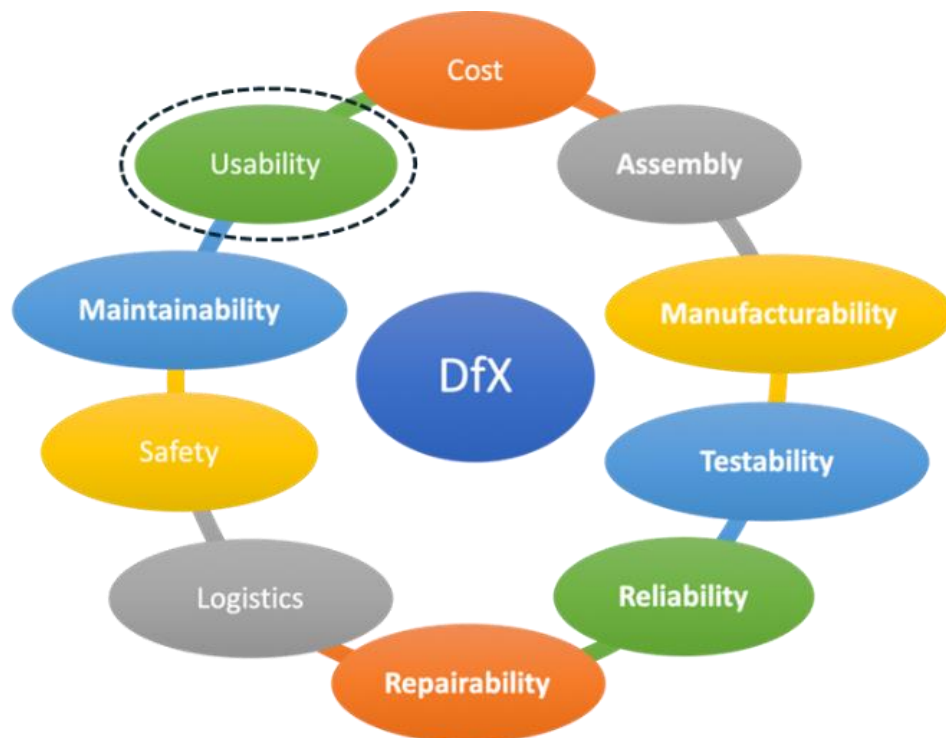 Cost
Usability
Assembly
Maintainability
Manufacturability
DfX
Safety
Testability
Logistics
Reliability
Repairability